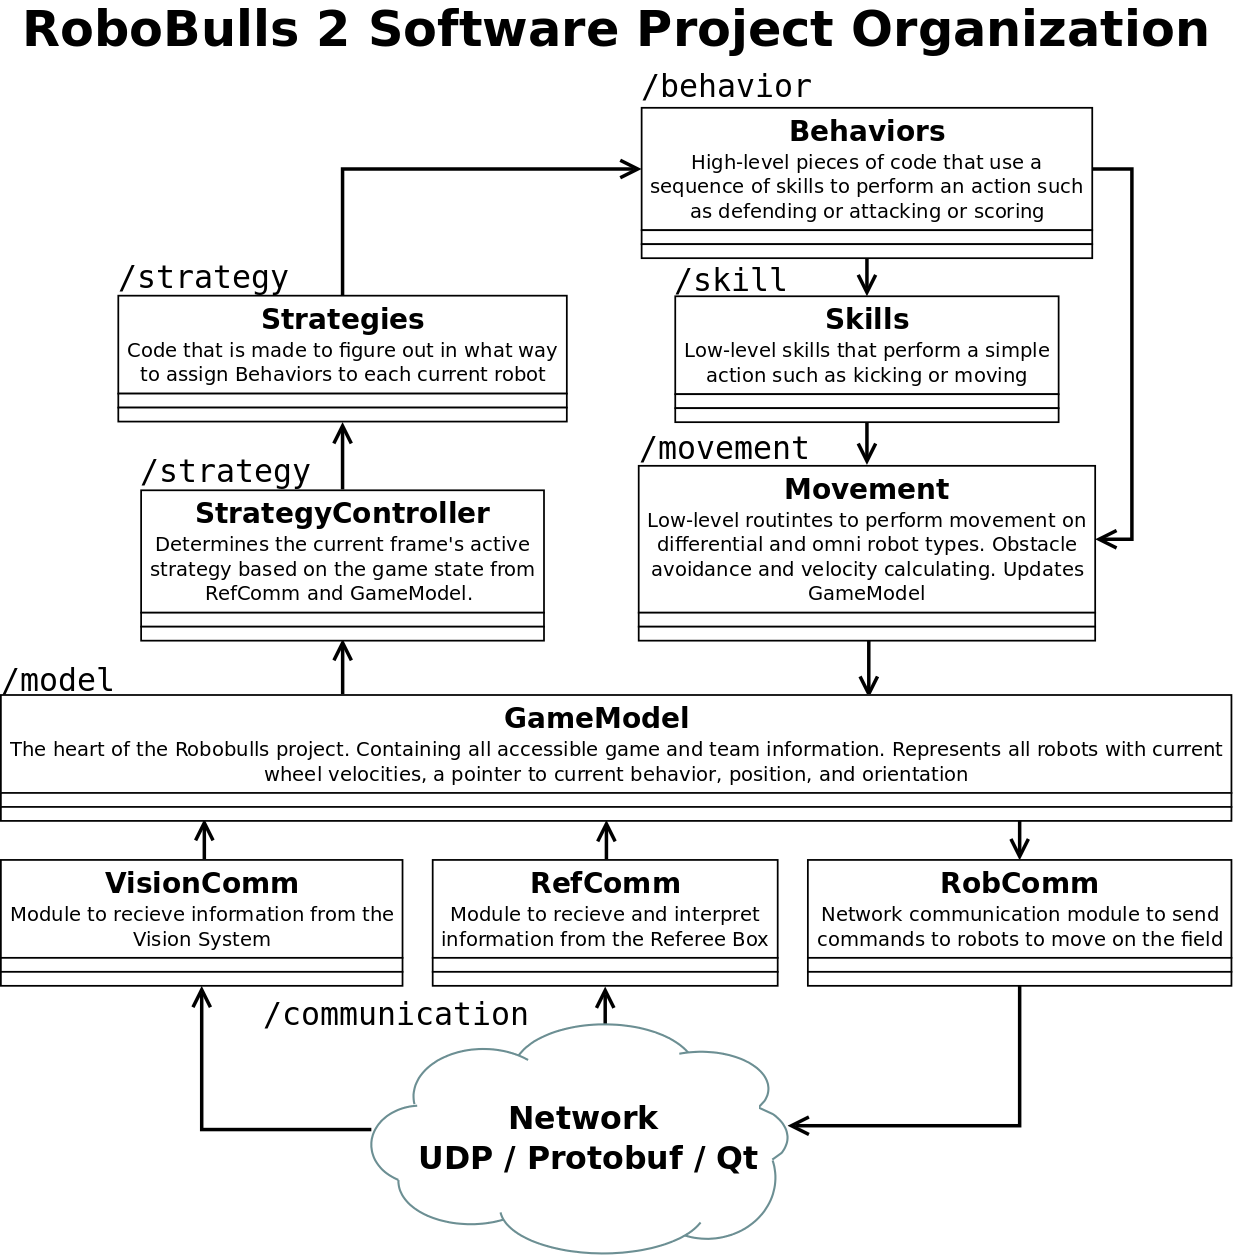 RoboBulls 2 Software Project Organization
/behavior
Behaviors
High-level pieces of code that use a
sequence of skills to perform an action such
as defending or attacking or scoring
/strategy
Strategies
Code that is made to figure out in what way
to assign Behaviors to each current robot
/skill
Skills
Low-level skills that perform a simple
action such as kicking or moving
/strategy
StrategyController
Determines the current frame's active
strategy based on the game state from
RefComm and GameModel.
/movement
Movement
Low-level routintes to perform movement on
differential and omni robot types. Obstacle
avoidance and velocity calculating. Updates
GameModel
/model
GameModel
The heart of the Robobulls project. Containing all accessible game and team information. Represents all robots with current
wheel velocities, a pointer to current behavior, position, and orientation
VisionComm
Module to recieve information from the
Vision System
RefComm
Module to recieve and interpret
information from the Referee Box
RobComm
Network communication module to send
commands to robots to move on the field
/communication
Network
UDP / Protobuf / Qt